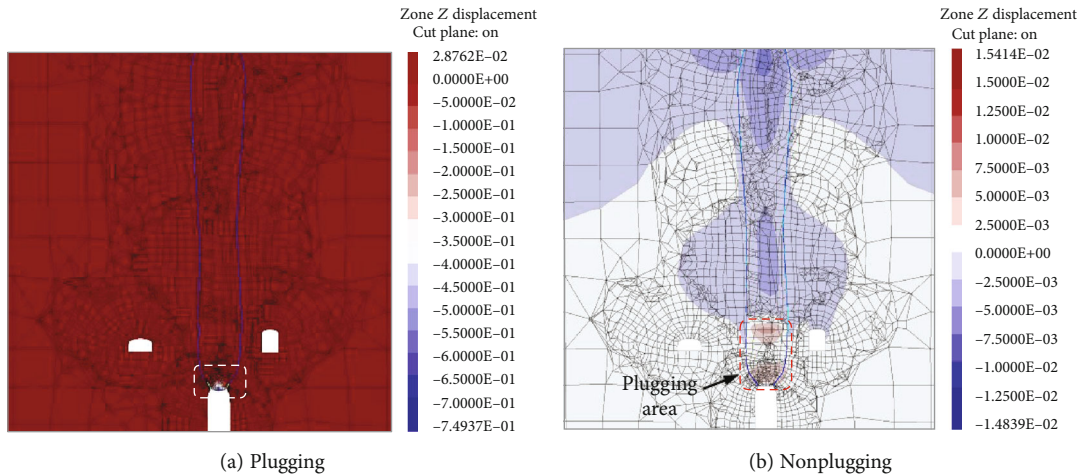 Zone Z displacement
Cut plane: on
2.8762E−02
0.0000E+00
−5.0000E−02
−1.0000E−01
−1.5000E−01
−2.0000E−01
−2.5000E−01
−3.0000E−01
−3.5000E−01
−4.0000E−01
−4.5000E−01
−5.0000E−01
−5.5000E−01
−6.0000E−01
−6.5000E−01
−7.0000E−01
−7.4937E−01
(a) Plugging
Zone Z displacement
Cut plane: on
1.5414E−02
1.5000E−02
1.2500E−02
1.0000E−02
7.5000E−03
5.0000E−03
2.5000E−03
0.0000E+00
−2.5000E−03
−5.0000E−03
−7.5000E−03
−1.0000E−02
−1.2500E−02
−1.4839E−02
Plugging
area
(b) Nonplugging